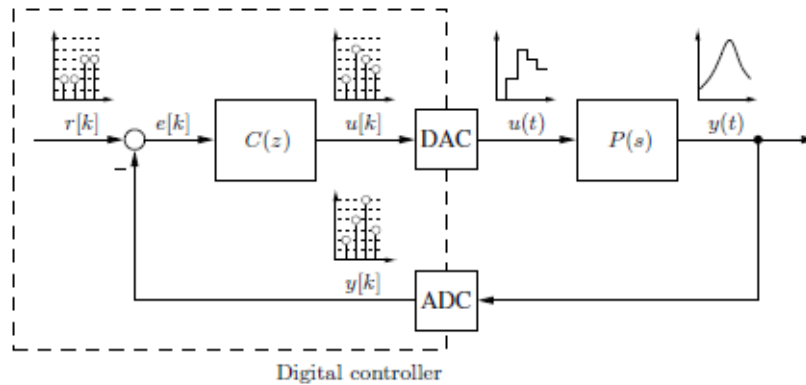 r[k]
e[k]
C(z)
u[k]
DAC
u(t)
P(s)
y(t)
−
y[k]
ADC
Digital controller